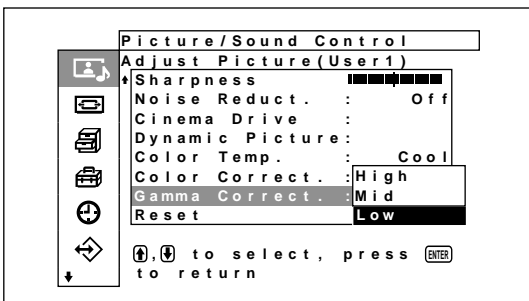 Picture/Sound Control
Adjust Picture(User1)
Sharpness
Noise Reduct. : Off
Cinema Drive :
Dynamic Picture:
Color Temp. : Cool
Color Correct. : High
Gamma Correct. : Mid
Reset Low
↑,↓ to select, press ENTER
to return